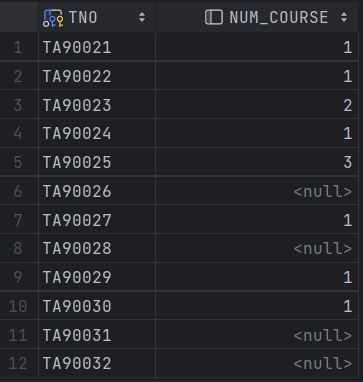 TNO NUM_COURSE
1 TA90021 1
2 TA90022 1
3 TA90023 2
4 TA90024 1
5 TA90025 3
6 TA90026 <null>
7 TA90027 1
8 TA90028 <null>
9 TA90029 1
10 TA90030 1
11 TA90031 <null>
12 TA90032 <null>